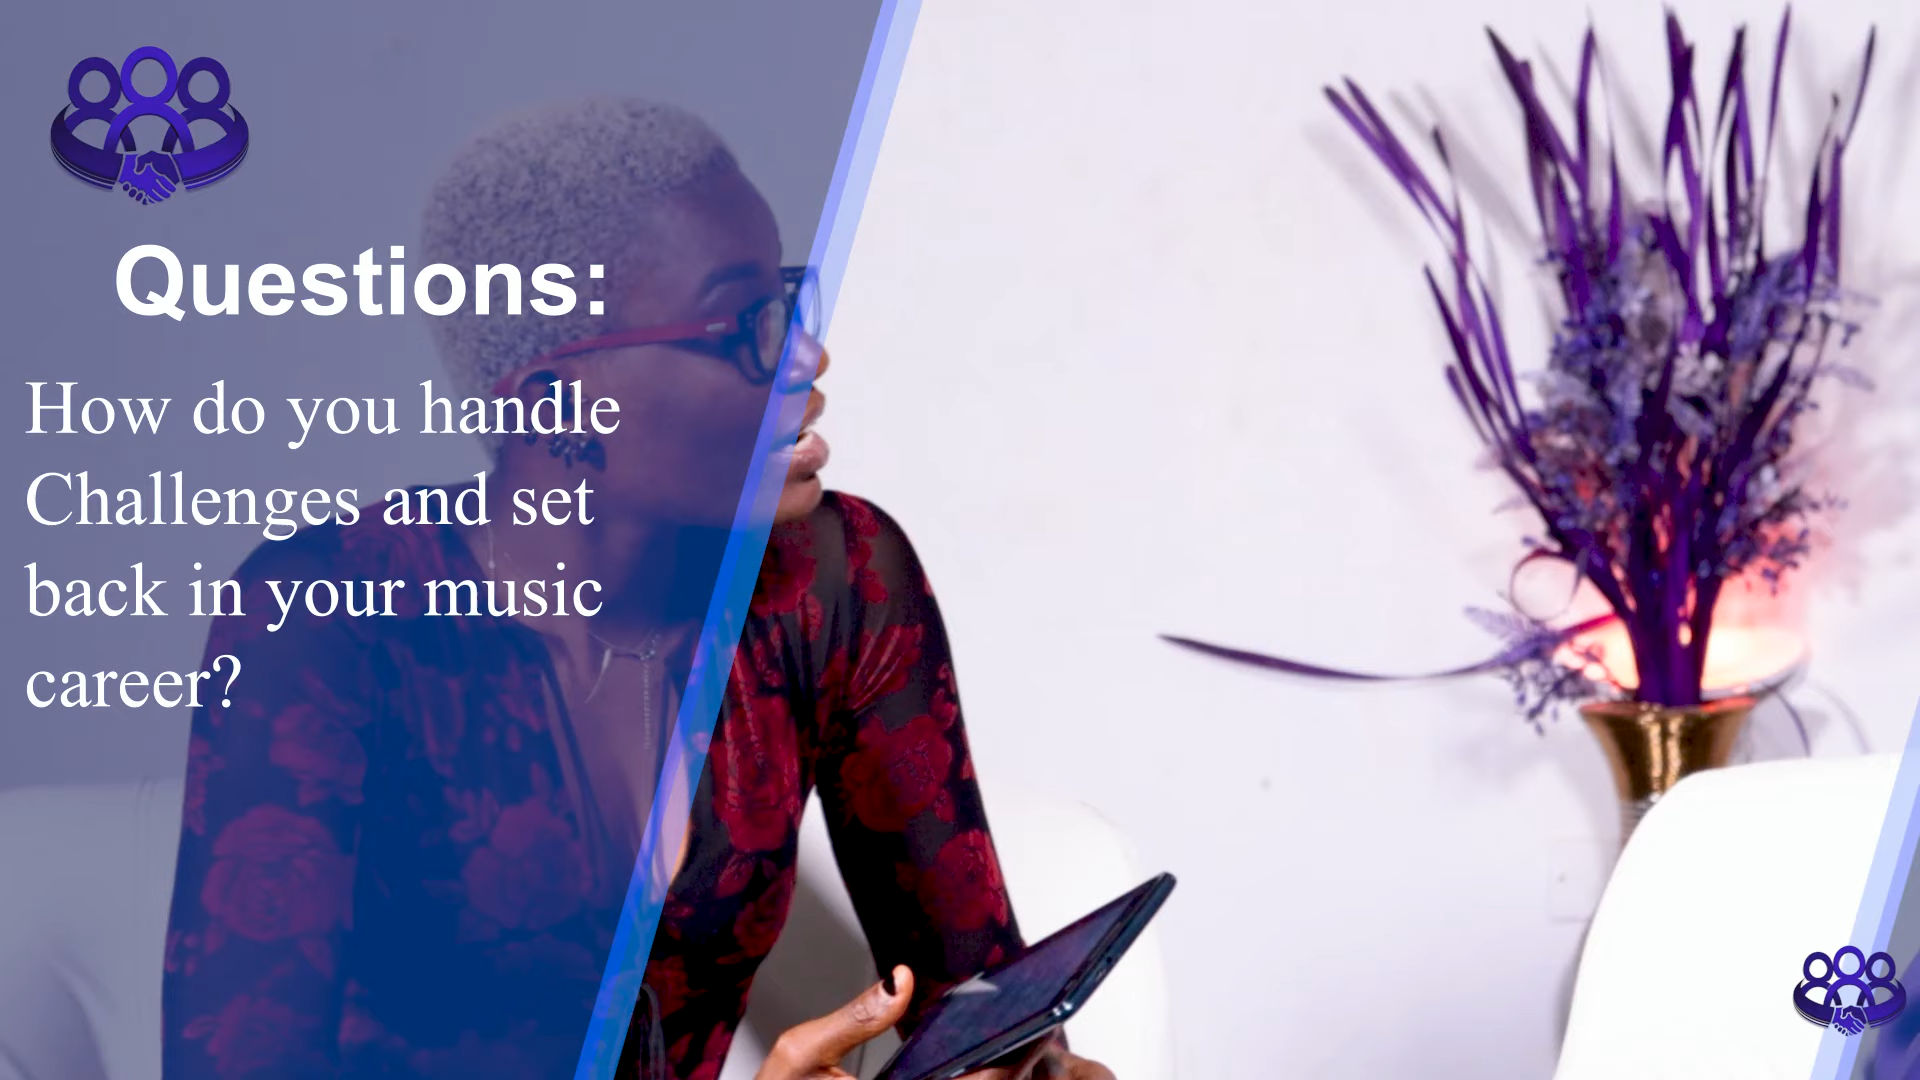 Questions:
How do you handle
Challenges and set
back in your music
career?